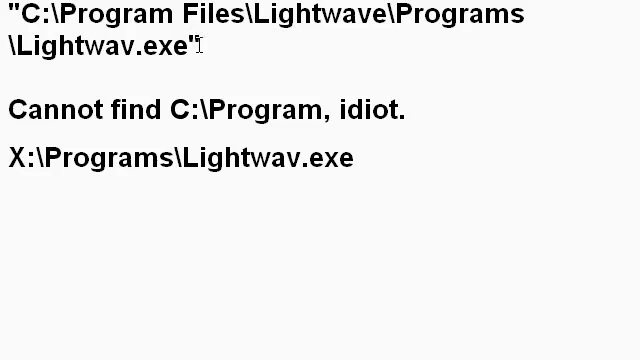 "C:\Program Files\Lightwave\Programs
\Lightwav.exe"
Cannot find C:\Program, idiot.
X:\Programs\Lightwav.exe